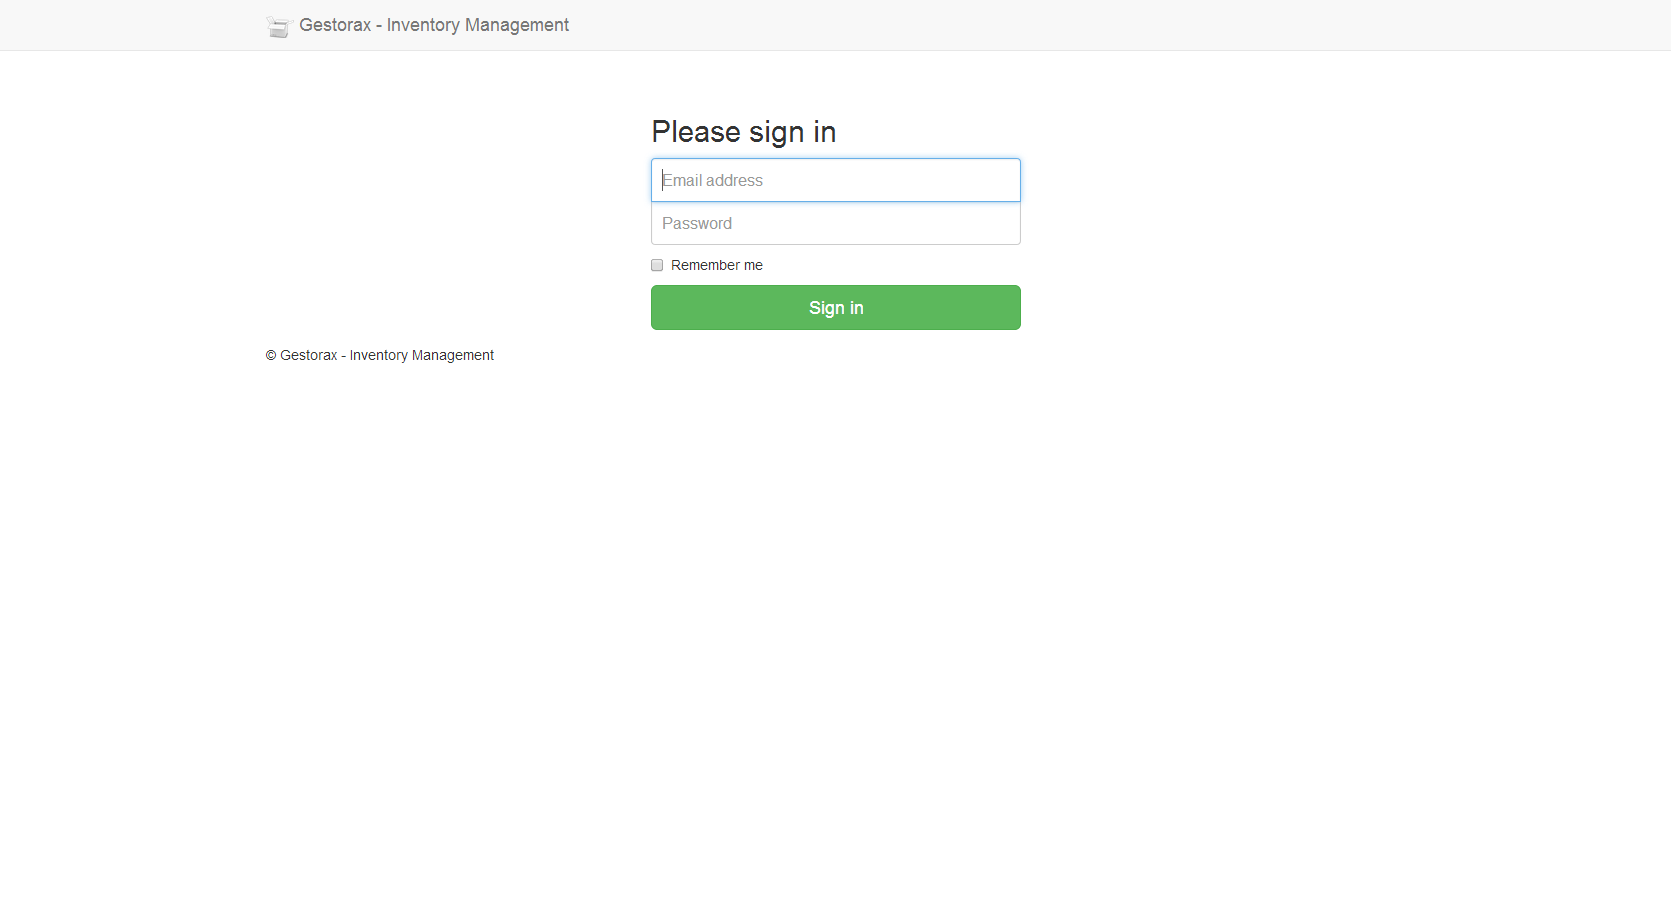 Gestorax - Inventory Management
Please sign in
Email address
Password
Remember me
Sign in
© Gestorax - Inventory Management